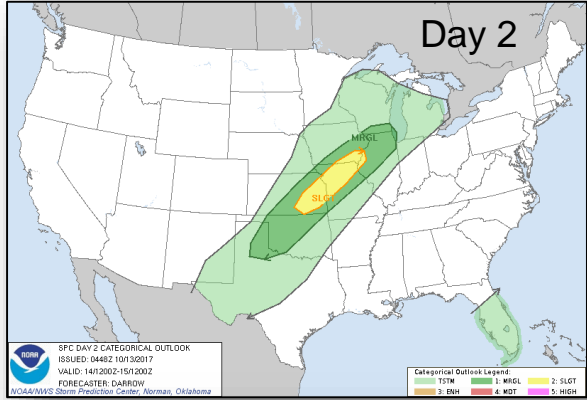 Day 2
MRGL
SLGT
NOAA
SPC DAY 2 CATEGORICAL OUTLOOK
ISSUED: 0448Z 10/13/2017
VALID: 14/1200Z-15/1200Z
FORECASTER: DARROW
NOAA/NWS Storm Prediction Center, Norman, Oklahoma
Categorical Outlook Legend:
TSTM 1: MRGL 2: SLGT
3: ENH 4: MDT 5: HIGH